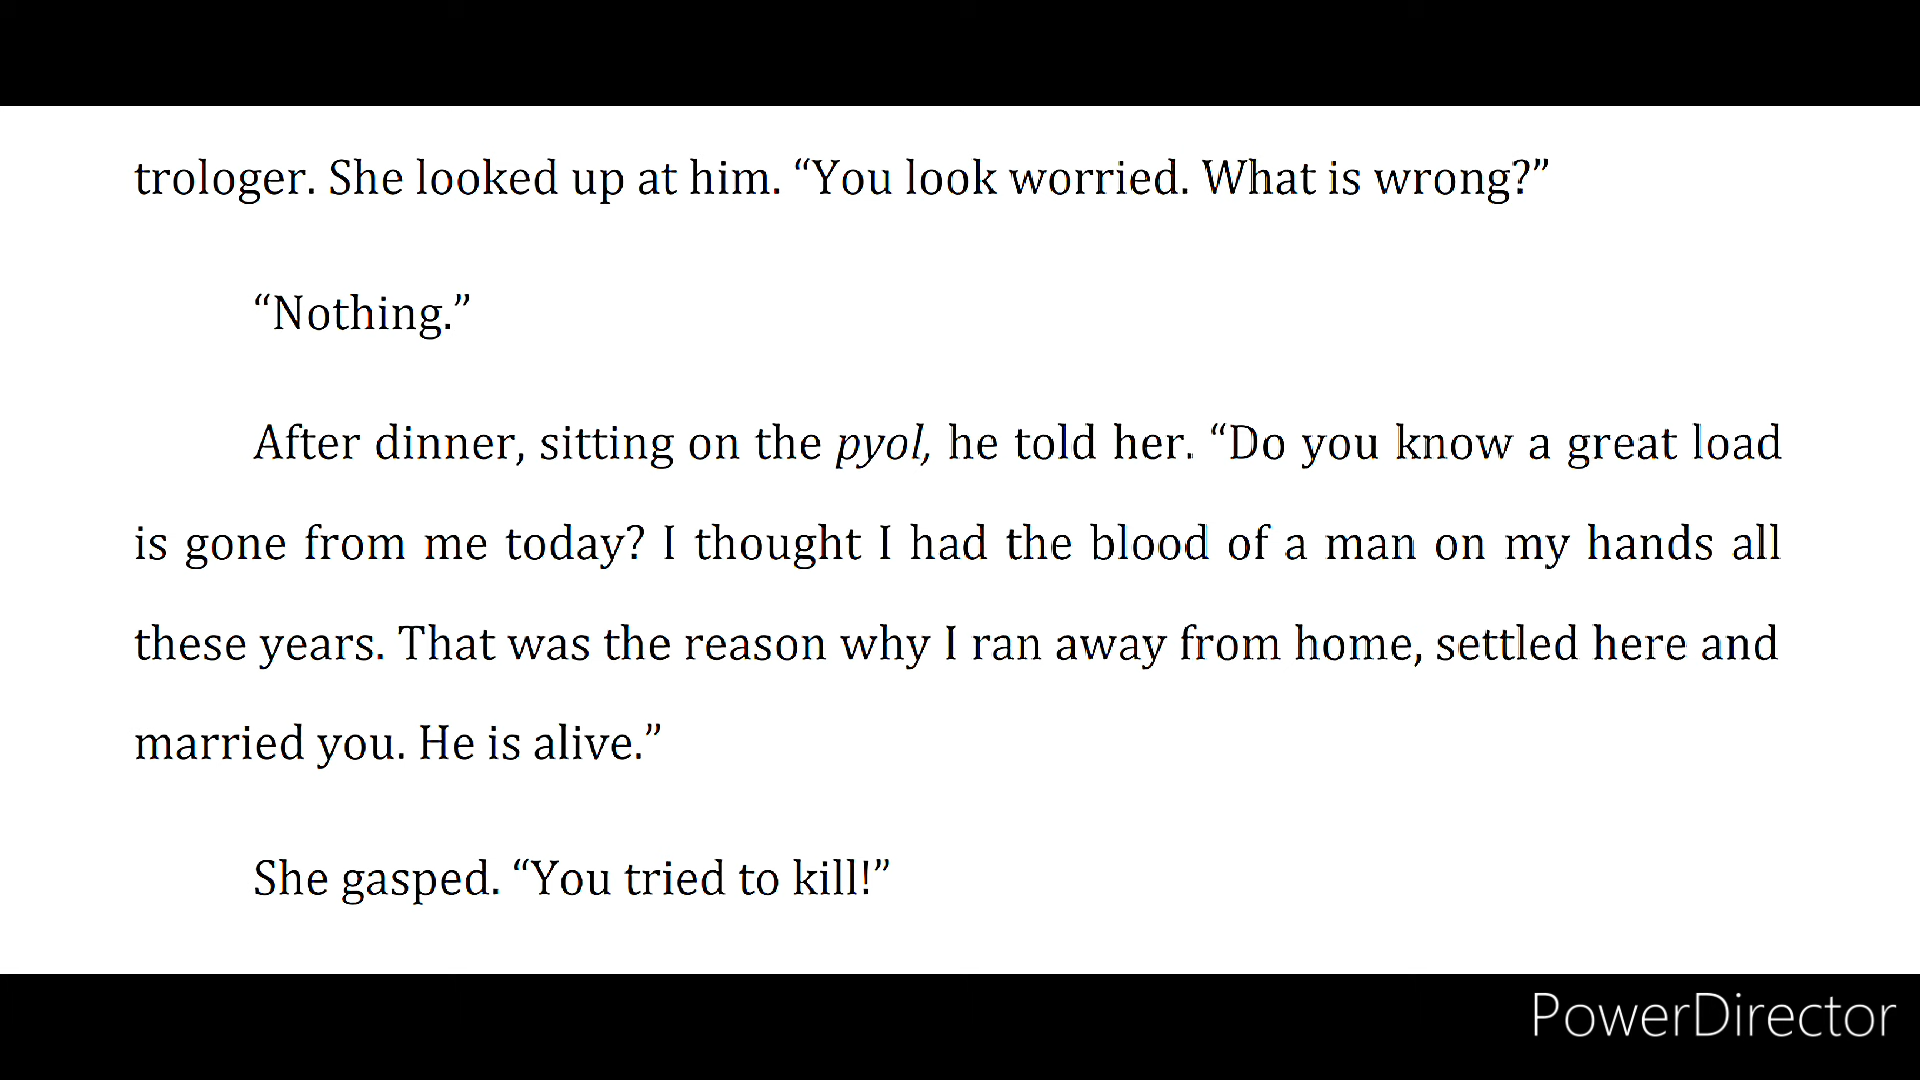 trologer. She looked up at him. “You look worried. What is wrong?”
“Nothing.”
After dinner, sitting on the pyol, he told her. “Do you know a great load
is gone from me today? I thought I had the blood of a man on my hands all
these years. That was the reason why I ran away from home, settled here and
married you. He is alive.”
She gasped. “You tried to kill!”
PowerDirector